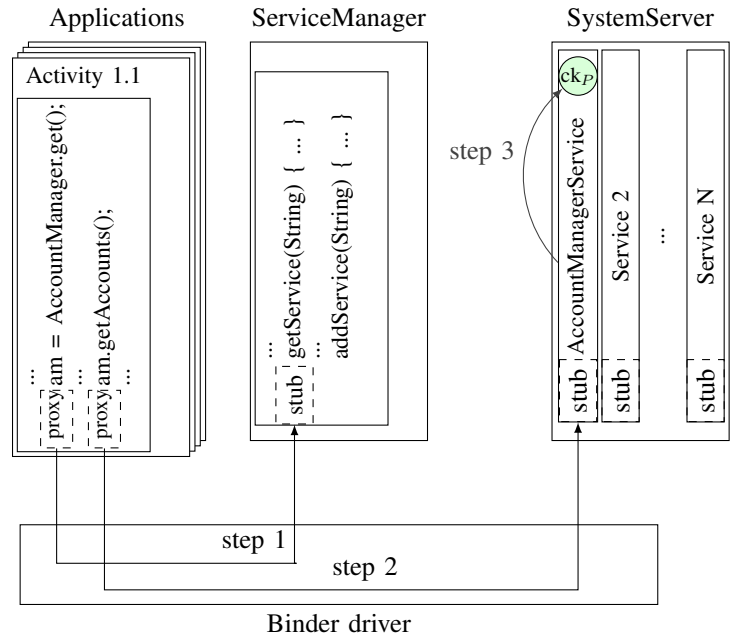 Applications
ServiceManager
SystemServer
Activity 1.1
...
proxy am = AccountManager.get();
...
proxy am.getAccounts();
...
...
stub getService(String) { ... }
...
addService(String) { ... }
ckP
step 3
stub AccountManagerService
stub Service 2
...
stub Service N
step 1
step 2
Binder driver